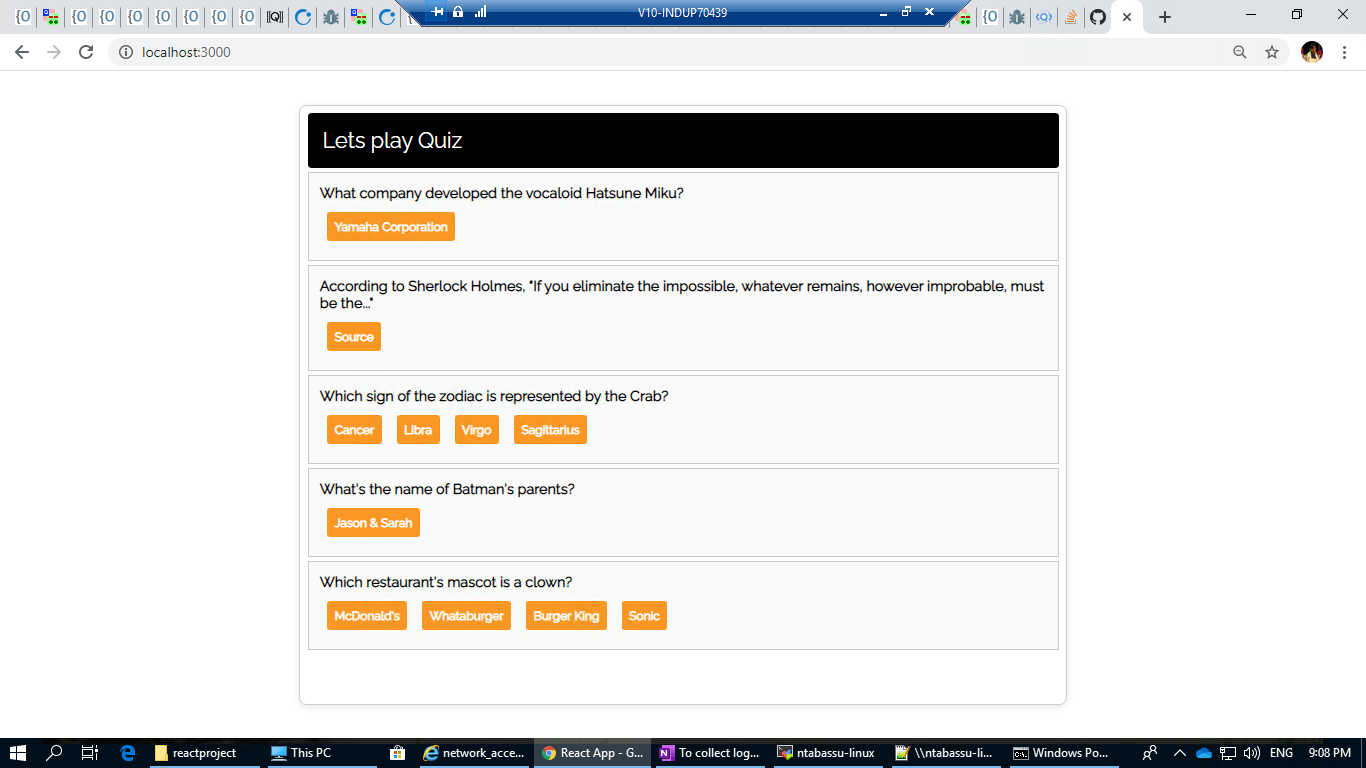 V10-INDUP70439
localhost:3000
Lets play Quiz
What company developed the vocaloid Hatsune Miku?
Yamaha Corporation
According to Sherlock Holmes, "If you eliminate the impossible, whatever remains, however improbable, must
be the..."
Source
Which sign of the zodiac is represented by the Crab?
Cancer Libra Virgo Sagittarius
What's the name of Batman's parents?
Jason & Sarah
Which restaurant's mascot is a clown?
McDonald's Whataburger Burger King Sonic
reactproject This PC network_acce... React App - G... To collect log... ntabassu-linux \\ntabassu-li... Windows Po... ENG 9:08 PM